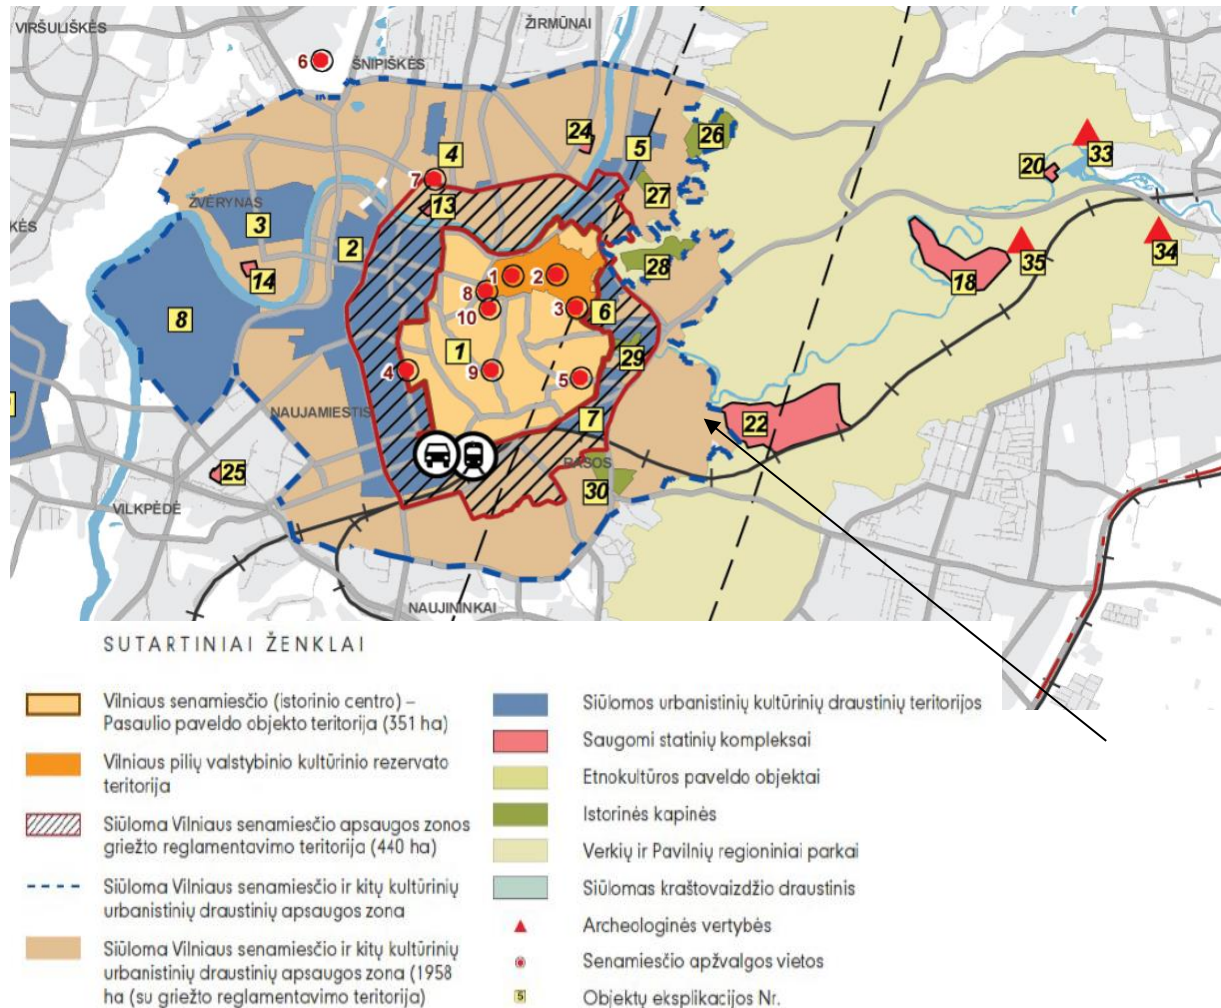 VIRŠULIŠKĖS
ŽIRMŪNAI
6
ŠNIPIŠKĖS
24
5
26
33
4
20
7
27
13
ŽVĖRYNAS
3
2
KĖS
28
34
35
18
14
1
2
8
10
3
6
8
1
29
4
9
5
NAUJAMIESTIS
7
22
RASOS
25
30
VILKPĖDĖ
NAUJININKAI
SUTARTINIAI ŽENKLAI
Vilniaus senamiesčio (istorinio centro) –
Pasaulio paveldo objekto teritorija (351 ha)
Vilniaus pilių valstybinio kultūrinio rezervato
teritorija
Siūloma Vilniaus senamiesčio apsaugos zonos
griežto reglamentavimo teritorija (440 ha)
Siūloma Vilniaus senamiesčio ir kitų kultūrinių
urbanistinių draustinių apsaugos zona
Siūloma Vilniaus senamiesčio ir kitų kultūrinių
urbanistinių draustinių apsaugos zona (1958
ha (su griežto reglamentavimo teritorija)
Siūlomos urbanistinių kultūrinių draustinių teritorijos
Saugomi statinių kompleksai
Etnokultūros paveldo objektai
Istorinės kapinės
Verkių ir Pavilnių regioniniai parkai
Siūlomas kraštovaizdžio draustinis
Archeologinės vertybės
Senamiesčio apžvalgos vietos
5
Objektų eksplikacijos Nr.